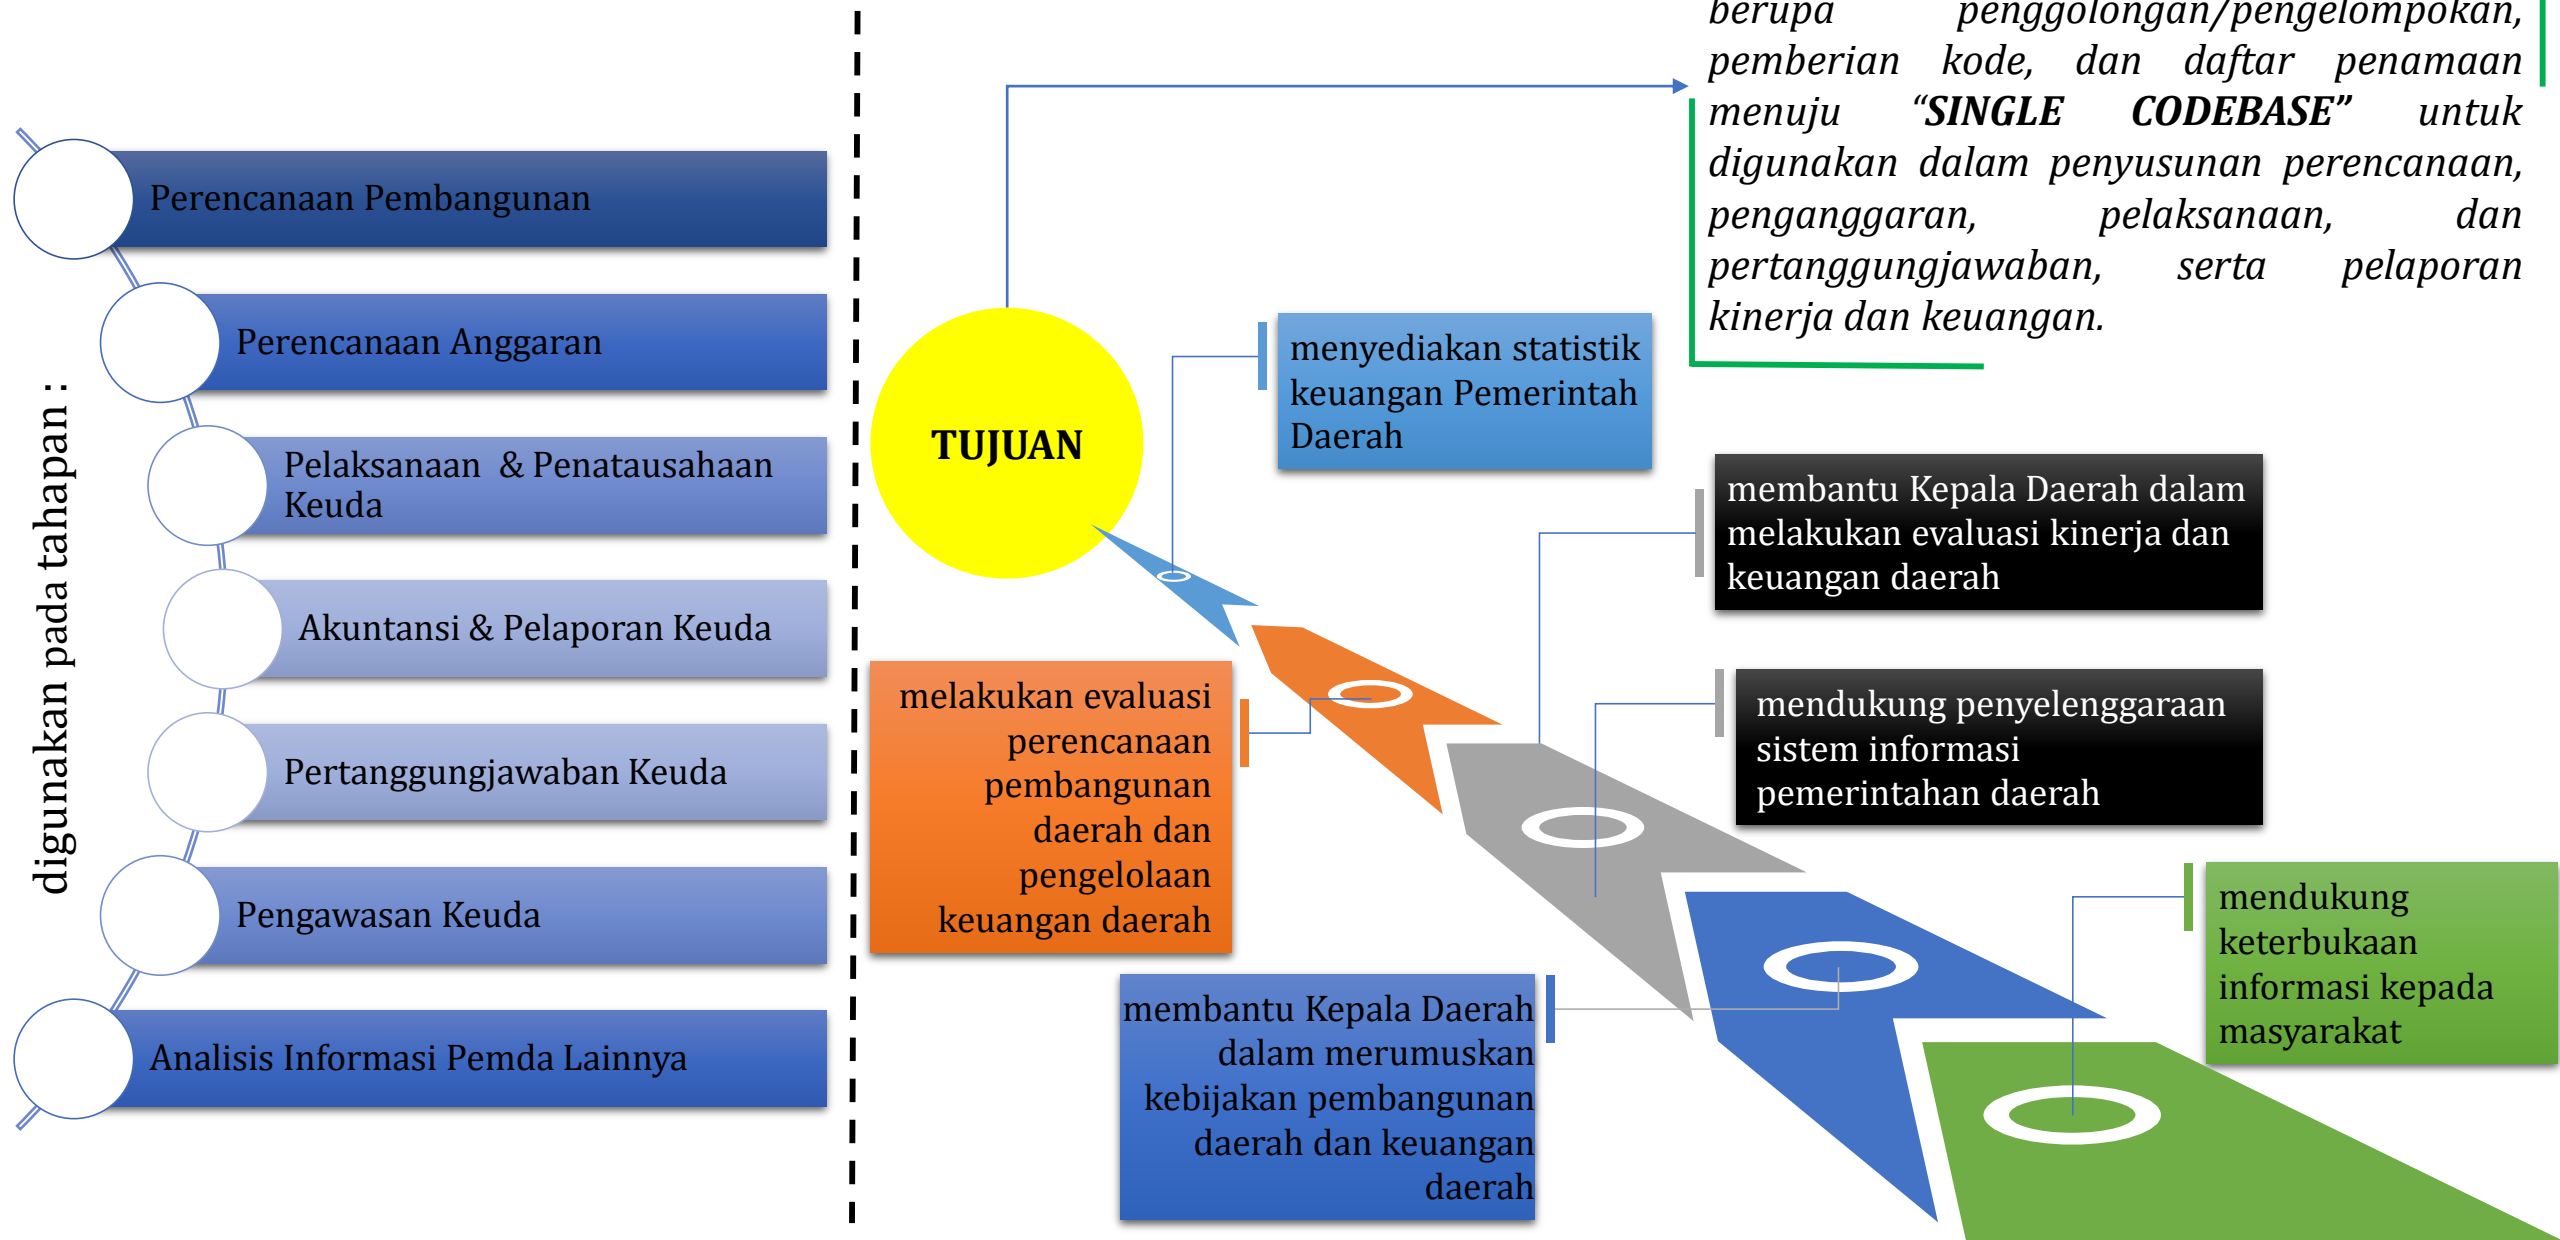 digunakan pada tahapan :
Perencanaan Pembangunan
Perencanaan Anggaran
Pelaksanaan & Penatausahaan
Keuda
Akuntansi & Pelaporan Keuda
Pertanggungjawaban Keuda
Pengawasan Keuda
Analisis Informasi Pemda Lainnya
berupa penggolongan/pengelompokan,
pemberian kode, dan daftar penamaan
menuju “SINGLE CODEBASE” untuk
digunakan dalam penyusunan perencanaan,
penganggaran, pelaksanaan, dan
pertanggungjawaban, serta pelaporan
kinerja dan keuangan.
TUJUAN
menyediakan statistik
keuangan Pemerintah
Daerah
membantu Kepala Daerah dalam
melakukan evaluasi kinerja dan
keuangan daerah
melakukan evaluasi
perencanaan
pembangunan
daerah dan
pengelolaan
keuangan daerah
mendukung penyelenggaraan
sistem informasi
pemerintahan daerah
mendukung
keterbukaan
informasi kepada
masyarakat
membantu Kepala Daerah
dalam merumuskan
kebijakan pembangunan
daerah dan keuangan
daerah